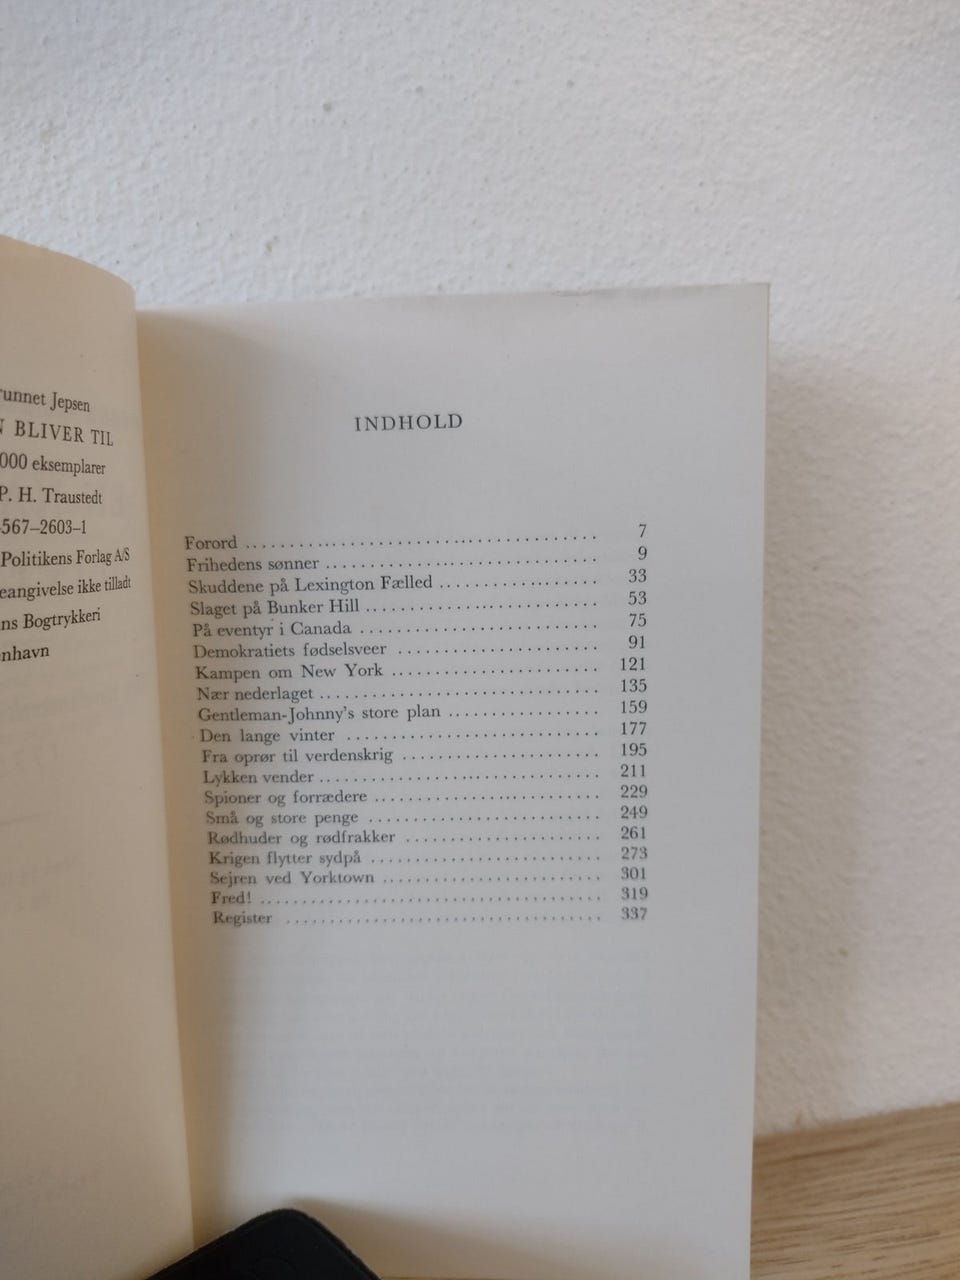 runnet Jepsen
BLIVER TIL
000 eksemplarer
P. H. Traustedt
567–2603–1
Politikens Forlag A/S
eangivelse ikke tilladt
ns Bogtrykkeri
nhavn
INDHOLD
Forord .......... 7
Frihedens sønner .......... 9
Skuddene på Lexington Fælled .......... 33
Slaget på Bunker Hill .......... 53
På eventyr i Canada .......... 75
Demokratiets fødselsveer .......... 91
Kampen om New York .......... 121
Nær nederlaget .......... 135
Gentleman-Johnny's store plan .......... 159
Den lange vinter .......... 177
Fra oprør til verdenskrig .......... 195
Lykken vender .......... 211
Spioner og forrædere .......... 229
Små og store penge .......... 249
Rødhuder og rødfrakker .......... 261
Krigen flytter sydpå .......... 273
Sejren ved Yorktown .......... 301
Fred! .......... 319
Register .......... 337